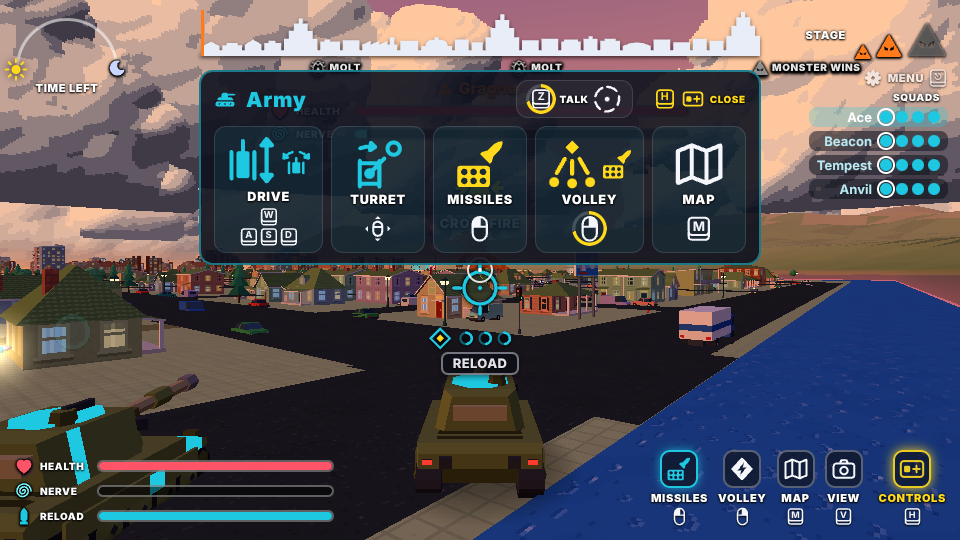 TIME LEFT
MOLT
MOLT
STAGE
MONSTER WINS
MENU
SQUADS
Ace
Beacon
Tempest
Anvil
Army
Z TALK
H CLOSE
DRIVE
W
A S D
TURRET
MISSILES
VOLLEY
MAP
M
RELOAD
HEALTH
NERVE
RELOAD
MISSILES
VOLLEY
MAP
M
VIEW
V
CONTROLS
H